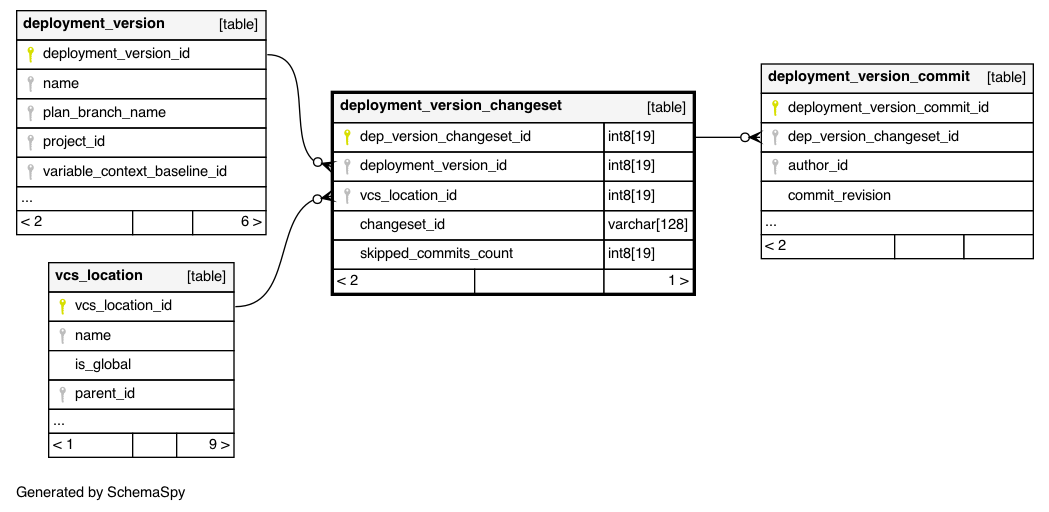 deployment_version [table]
deployment_version_id
name
plan_branch_name
project_id
variable_context_baseline_id
...
< 2 6 >
vcs_location [table]
vcs_location_id
name
is_global
parent_id
...
< 1 9 >
deployment_version_changeset [table]
dep_version_changeset_id int8[19]
deployment_version_id int8[19]
vcs_location_id int8[19]
changeset_id varchar[128]
skipped_commits_count int8[19]
< 2 1 >
deployment_version_commit [table]
deployment_version_commit_id
dep_version_changeset_id
author_id
commit_revision
...
< 2
Generated by SchemaSpy